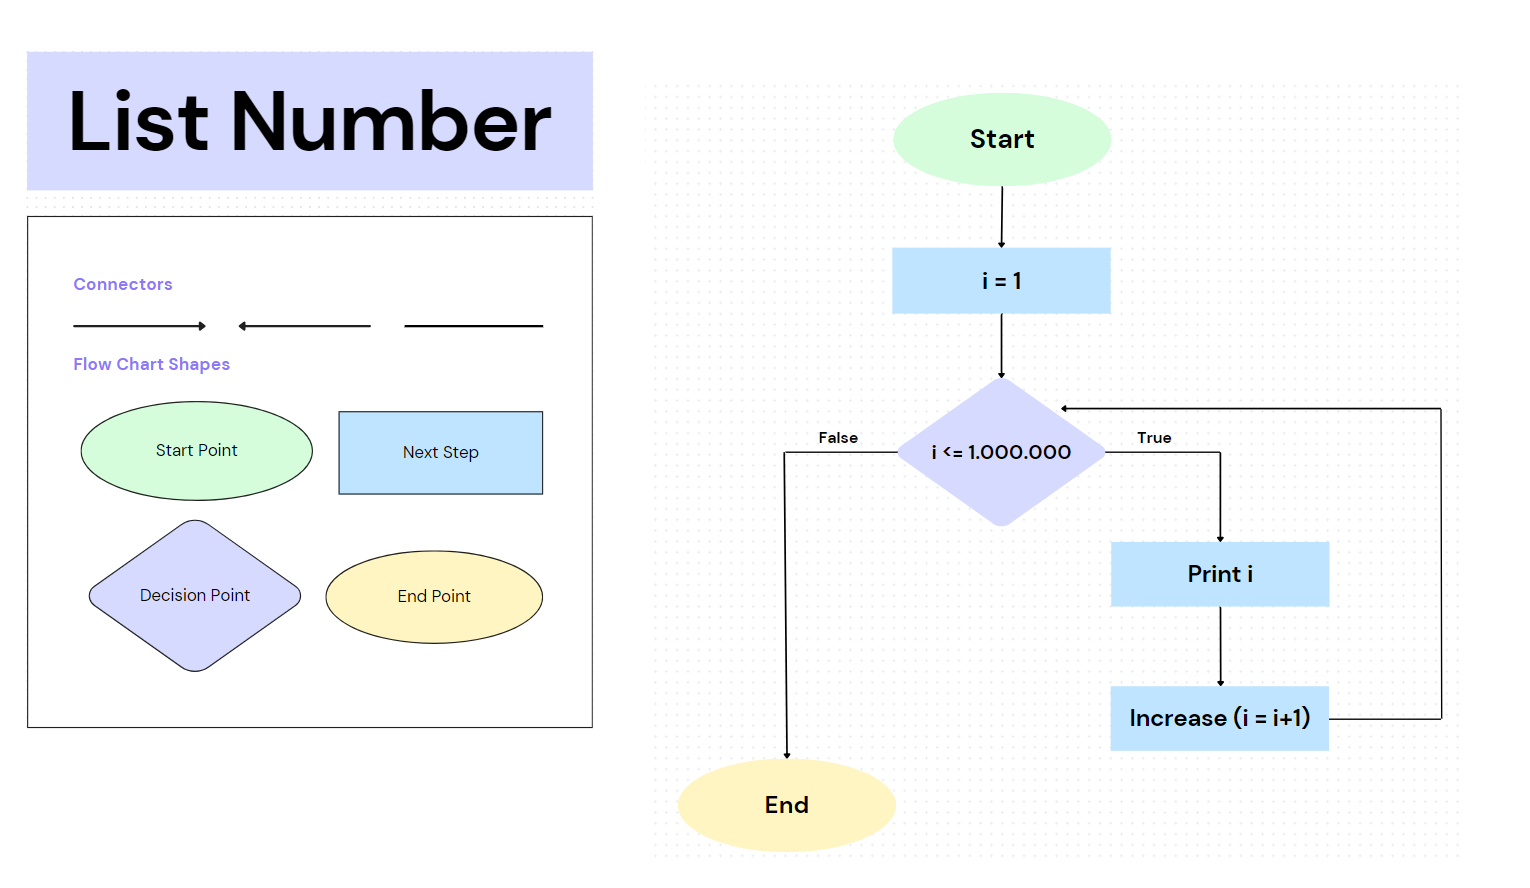 List Number
Connectors
Flow Chart Shapes
Start Point
Next Step
Decision Point
End Point
Start
i = 1
i <= 1.000.000
False
True
Print i
Increase (i = i+1)
End